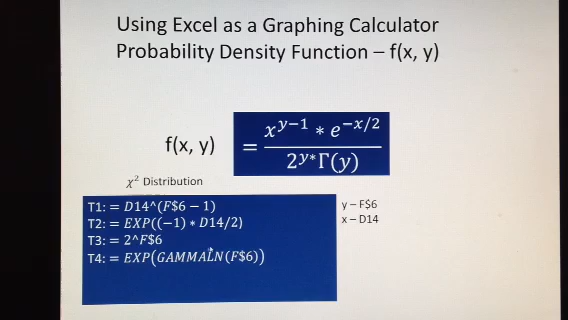 Using Excel as a Graphing Calculator
Probability Density Function – f(x, y)
f(x, y) = x^{y−1} * e^{−x/2} / 2^{y}*Γ(y)
χ² Distribution
T1: = D14^(F$6 – 1)
T2: = EXP((−1) * D14/2)
T3: = 2^F$6
T4: = EXP(GAMMALN(F$6))
y – F$6
x – D14